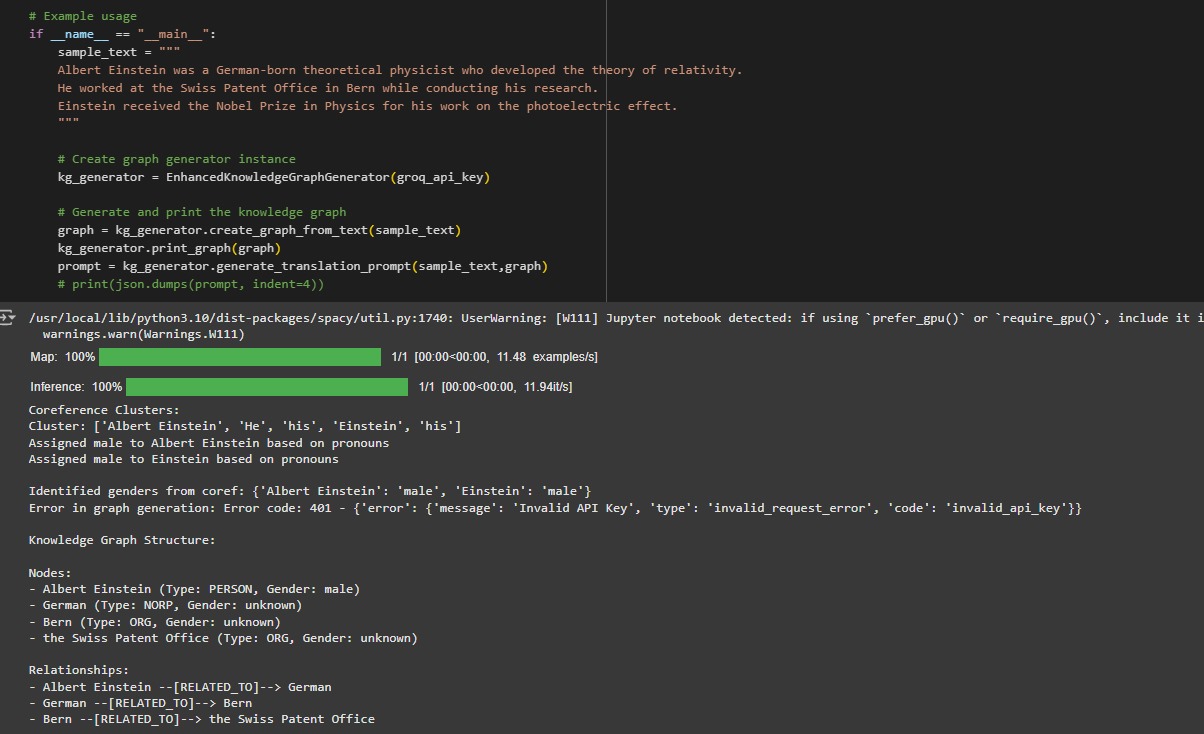 # Example usage
if __name__ == "__main__":
    sample_text = """
    Albert Einstein was a German-born theoretical physicist who developed the theory of relativity.
    He worked at the Swiss Patent Office in Bern while conducting his research.
    Einstein received the Nobel Prize in Physics for his work on the photoelectric effect.
    """
    # Create graph generator instance
    kg_generator = EnhancedKnowledgeGraphGenerator(groq_api_key)
    # Generate and print the knowledge graph
    graph = kg_generator.create_graph_from_text(sample_text)
    kg_generator.print_graph(graph)
    prompt = kg_generator.generate_translation_prompt(sample_text,graph)
    # print(json.dumps(prompt, indent=4))
/usr/local/lib/python3.10/dist-packages/spacy/util.py:1740: UserWarning: [W111] Jupyter notebook detected: if using `prefer_gpu()` or `require_gpu()`, include it i
  warnings.warn(Warnings.W111)
Map: 100% 1/1 [00:00<00:00, 11.48 examples/s]
Inference: 100% 1/1 [00:00<00:00, 11.94it/s]
Coreference Clusters:
Cluster: ['Albert Einstein', 'He', 'his', 'Einstein', 'his']
Assigned male to Albert Einstein based on pronouns
Assigned male to Einstein based on pronouns
Identified genders from coref: {'Albert Einstein': 'male', 'Einstein': 'male'}
Error in graph generation: Error code: 401 - {'error': {'message': 'Invalid API Key', 'type': 'invalid_request_error', 'code': 'invalid_api_key'}}
Knowledge Graph Structure:
Nodes:
- Albert Einstein (Type: PERSON, Gender: male)
- German (Type: NORP, Gender: unknown)
- Bern (Type: ORG, Gender: unknown)
- the Swiss Patent Office (Type: ORG, Gender: unknown)
Relationships:
- Albert Einstein --[RELATED_TO]--> German
- German --[RELATED_TO]--> Bern
- Bern --[RELATED_TO]--> the Swiss Patent Office